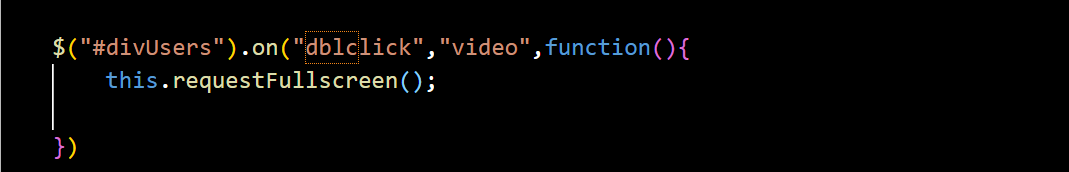 $("#divUsers").on("dblclick","video",function(){
this.requestFullscreen();
})